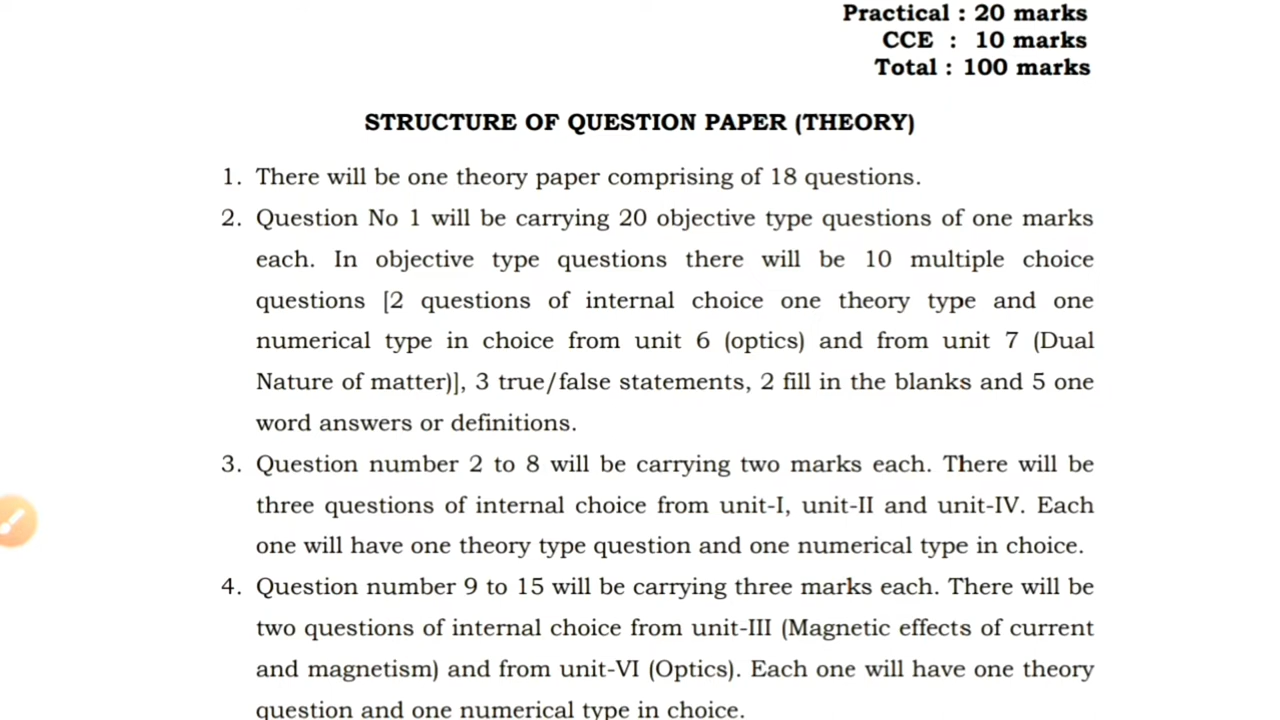 Practical : 20 marks
CCE : 10 marks
Total : 100 marks
STRUCTURE OF QUESTION PAPER (THEORY)
1. There will be one theory paper comprising of 18 questions.
2. Question No 1 will be carrying 20 objective type questions of one marks
each. In objective type questions there will be 10 multiple choice
questions [2 questions of internal choice one theory type and one
numerical type in choice from unit 6 (optics) and from unit 7 (Dual
Nature of matter)], 3 true/false statements, 2 fill in the blanks and 5 one
word answers or definitions.
3. Question number 2 to 8 will be carrying two marks each. There will be
three questions of internal choice from unit-I, unit-II and unit-IV. Each
one will have one theory type question and one numerical type in choice.
4. Question number 9 to 15 will be carrying three marks each. There will be
two questions of internal choice from unit-III (Magnetic effects of current
and magnetism) and from unit-VI (Optics). Each one will have one theory
question and one numerical type in choice.